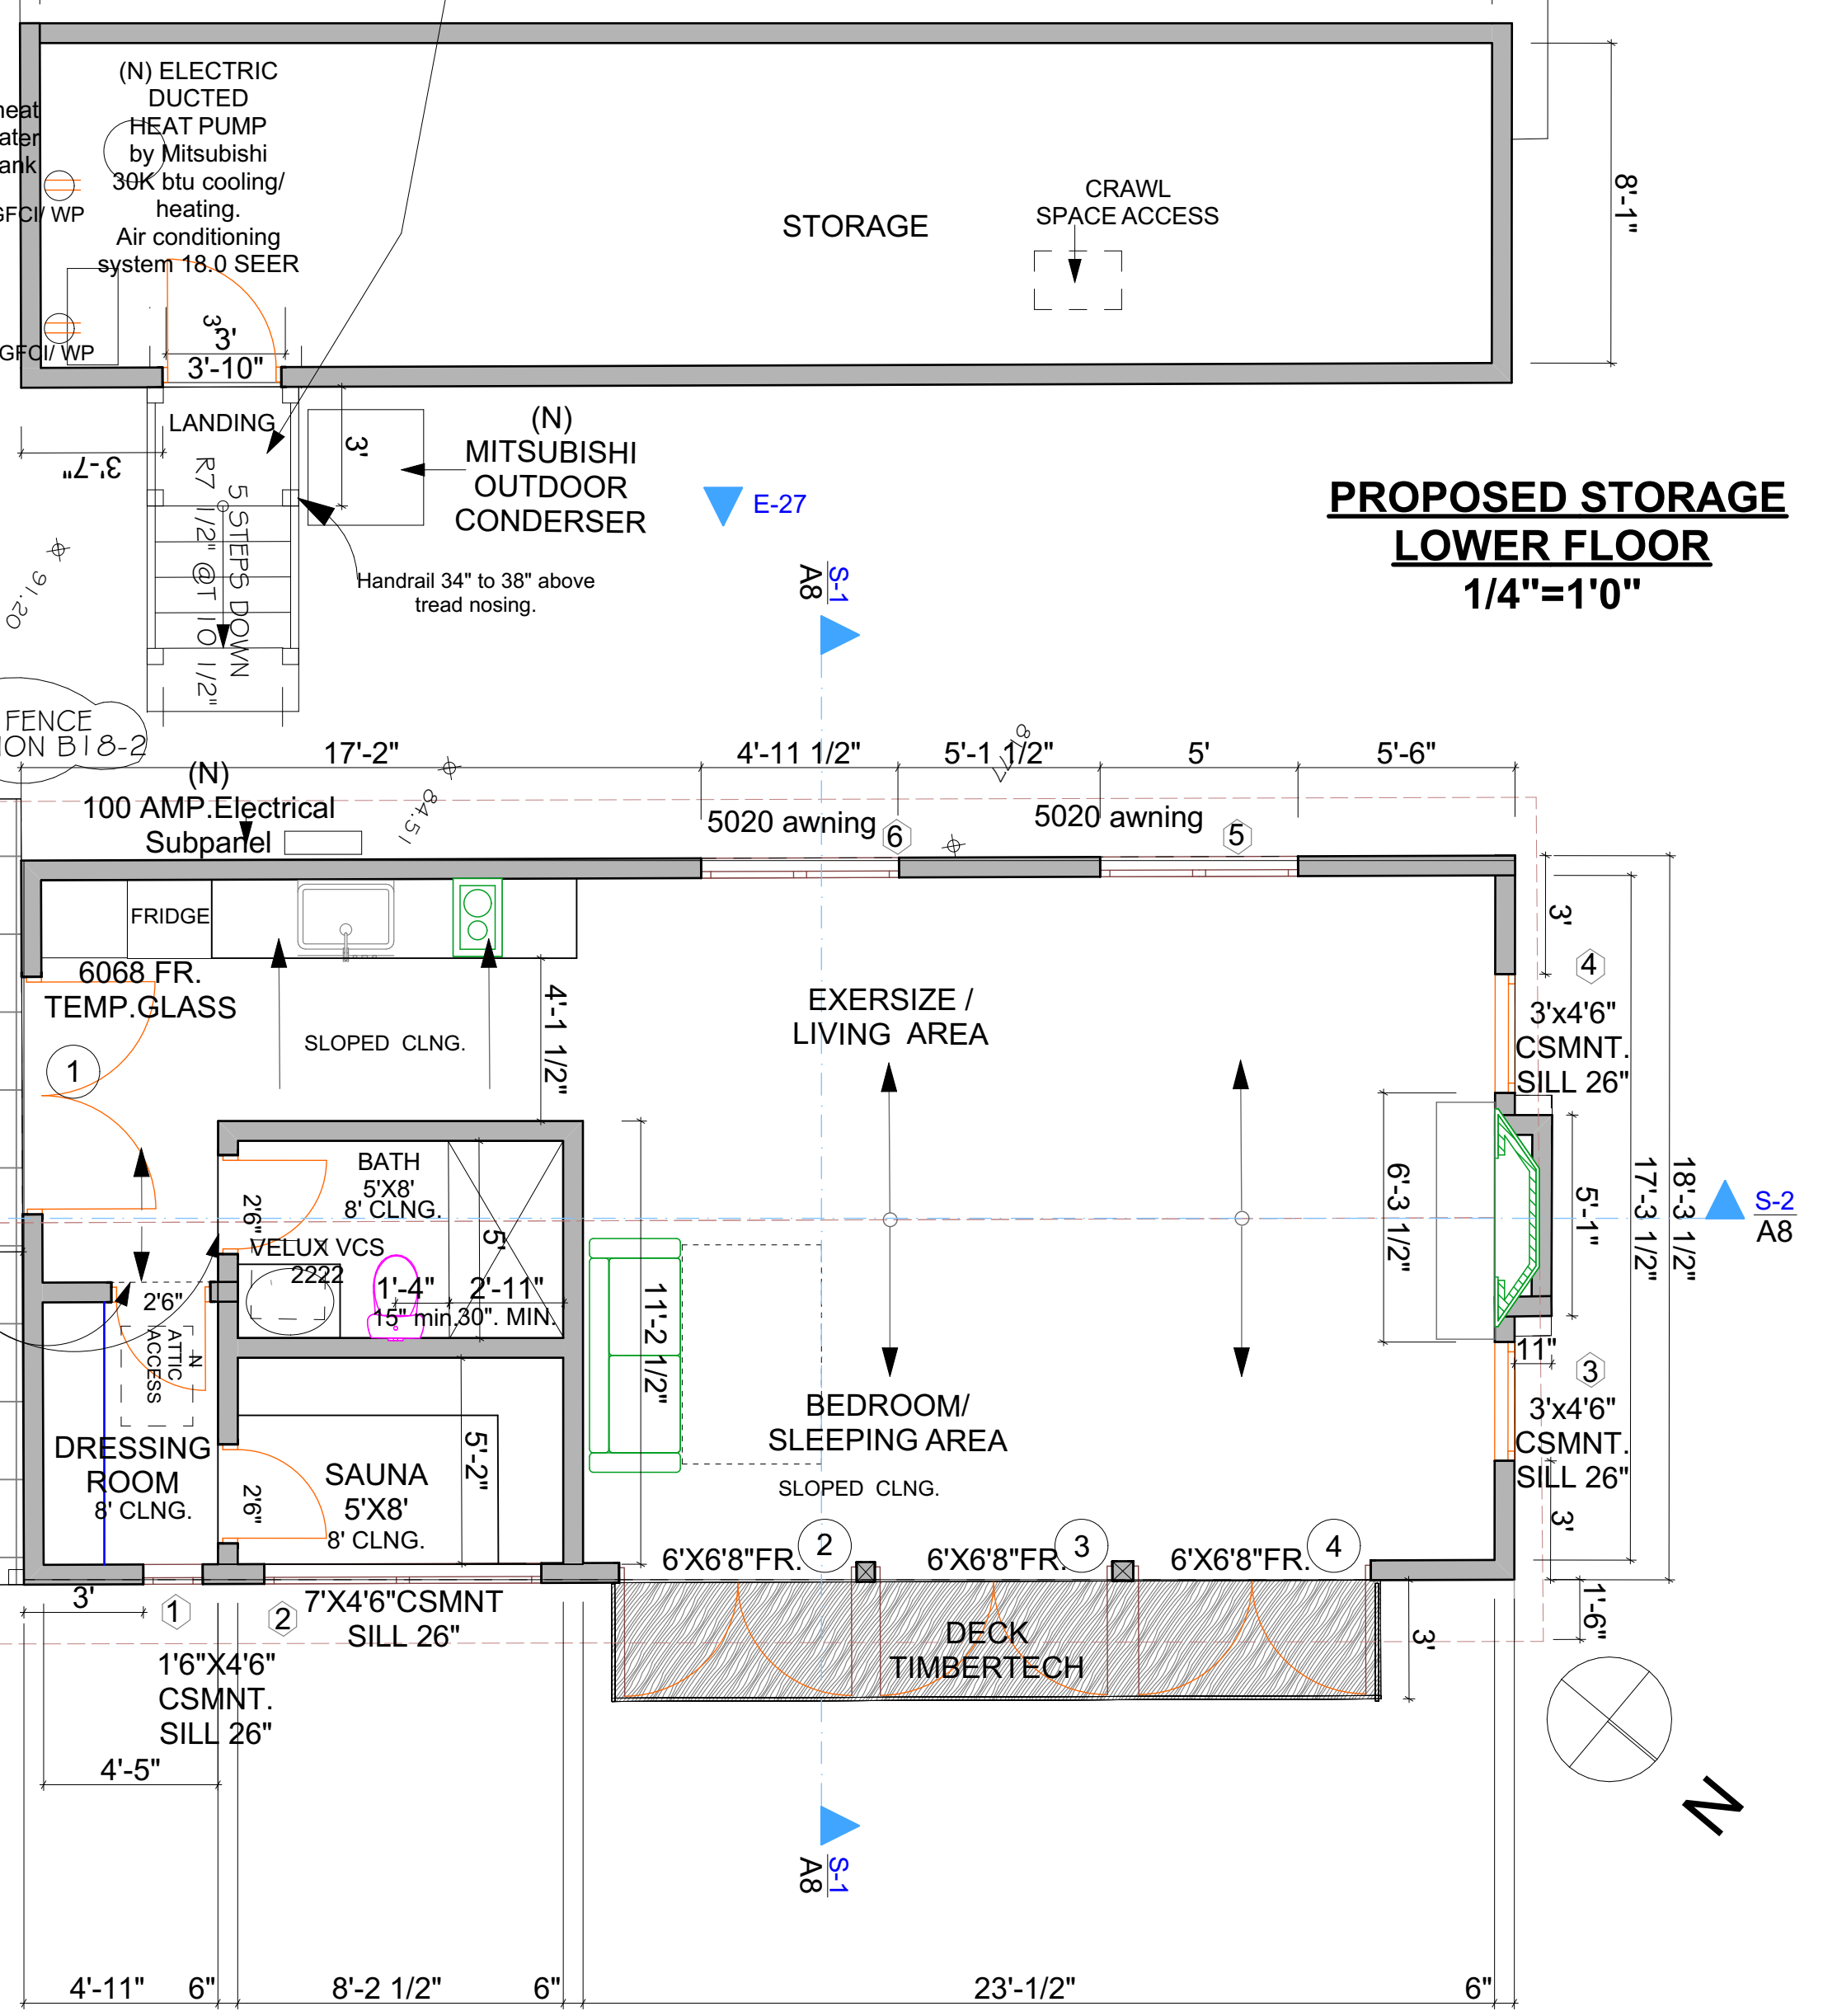 (N) ELECTRIC
DUCTED
HEAT PUMP
by Mitsubishi
30K btu cooling/
heating.
Air conditioning
system 18.0 SEER
GFCI/ WP
GFCI/ WP
STORAGE
CRAWL
SPACE ACCESS
8'-1"
3'
3'
3'-10"
LANDING
3'-7"
3'
5 STEPS DOWN
R7 1/2" @T 10 1/2"
(N)
MITSUBISHI
OUTDOOR
CONDERSER
Handrail 34" to 38" above
tread nosing.
E-27
PROPOSED STORAGE
LOWER FLOOR
1/4"=1'0"
S-1
A8
91.20
FENCE
B18-2
17'-2"
4'-11 1/2"
5'-1 1/2"
5'
5'-6"
(N)
100 AMP.Electrical
Subpanel
84.51
5020 awning
6
5020 awning
5
FRIDGE
6068 FR.
TEMP.GLASS
1
SLOPED CLNG.
4'-1 1/2"
EXERSIZE /
LIVING AREA
3'
4
3'x4'6"
CSMNT.
SILL 26"
BATH
5'X8'
8' CLNG.
2'6"
VELUX VCS
2222
5'
1'-4"
2'-11"
15" min.
30". MIN.
6'-3 1/2"
5'-1"
17'-3 1/2"
18'-3 1/2"
S-2
A8
2'6"
N
ATTIC
ACCESS
11'-2 1/2"
11"
3
3'x4'6"
CSMNT.
SILL 26"
BEDROOM/
SLEEPING AREA
SLOPED CLNG.
DRESSING
ROOM
8' CLNG.
2'6"
SAUNA
5'X8'
8' CLNG.
5'-2"
3'
6'X6'8"FR.
2
6'X6'8"FR.
3
6'X6'8"FR.
4
3'
1
2
7'X4'6"CSMNT
SILL 26"
1'6"X4'6"
CSMNT.
SILL 26"
DECK
TIMBERTECH
3'
1'-6"
4'-5"
N
S-1
A8
4'-11"
6"
8'-2 1/2"
6"
23'-1/2"
6"